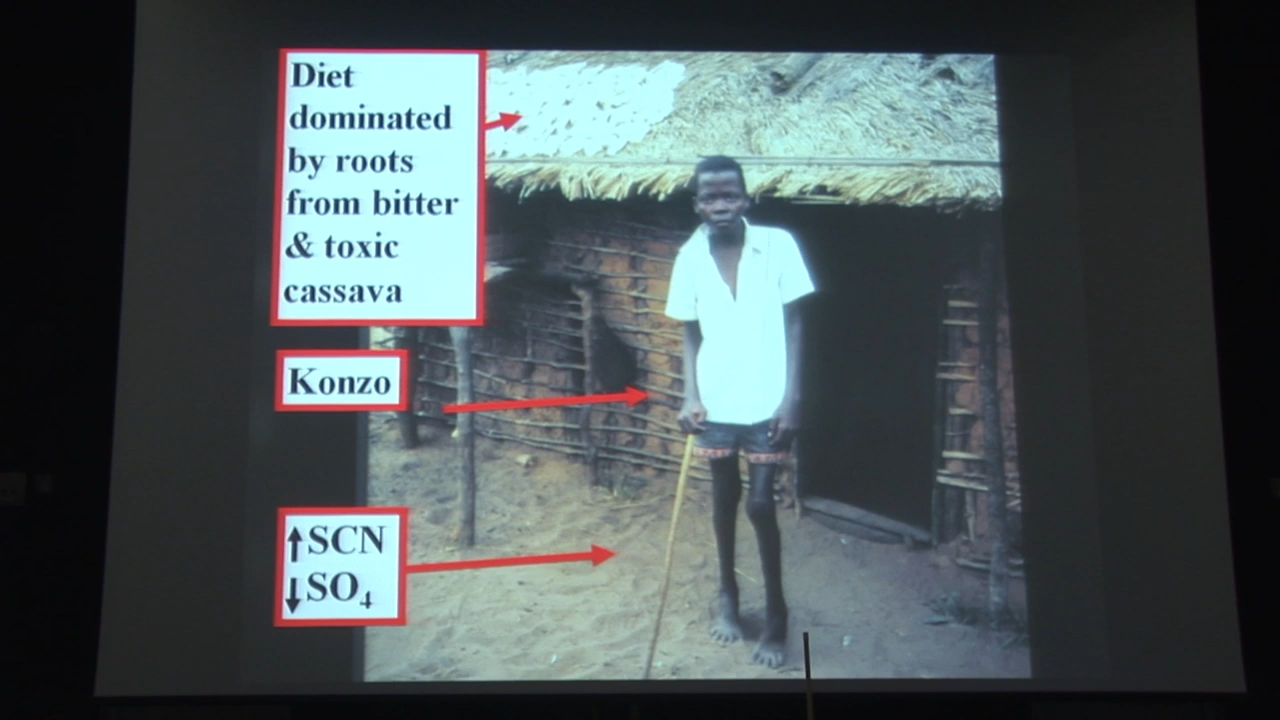 Diet
dominated
by roots
from bitter
& toxic
cassava
Konzo
↑SCN
↓SO₄